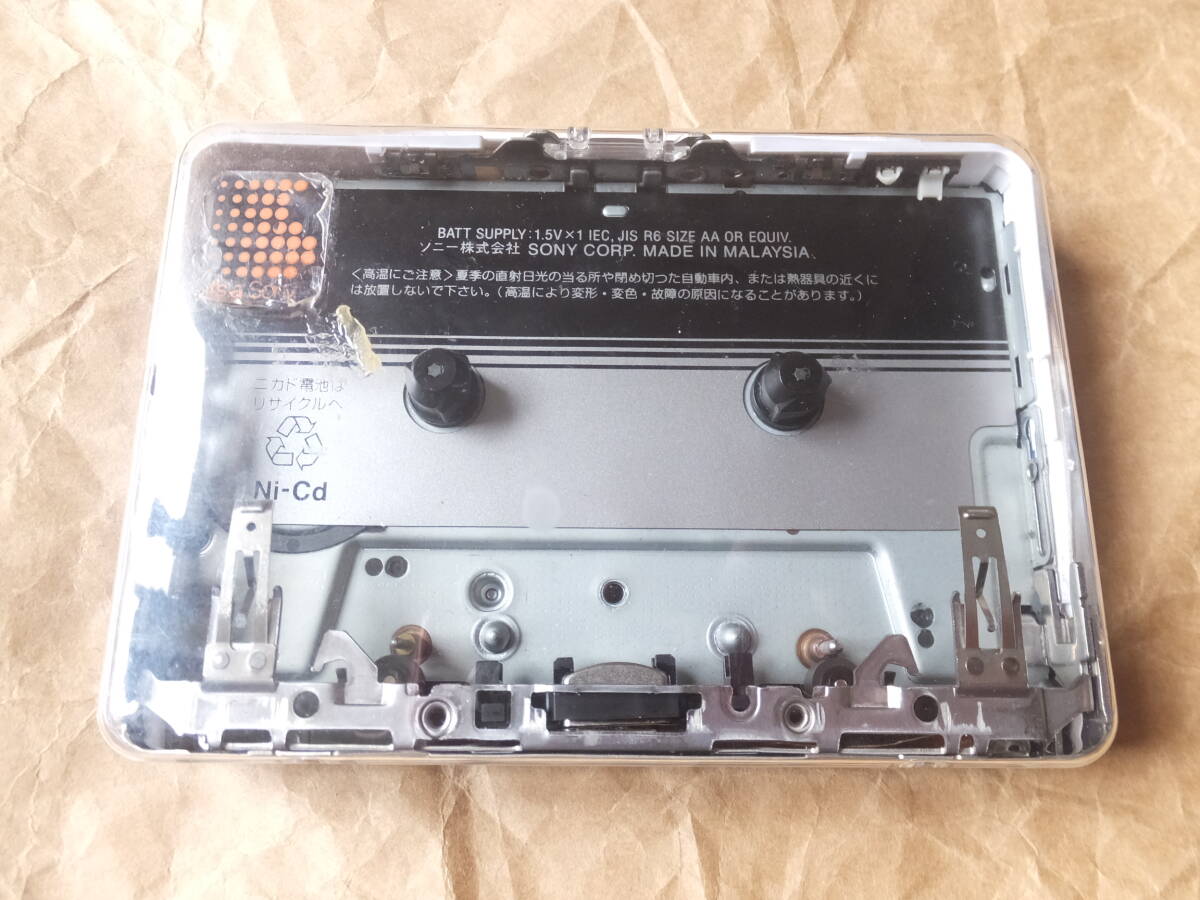 BATT SUPPLY:1.5V×1 IEC, JIS R6 SIZE AA OR EQUIV.
ソニー株式会社 SONY CORP. MADE IN MALAYSIA
<高温にご注意>夏季の直射日光の当る所や閉め切つた自動車内、または熱器具の近くに
は放置しないで下さい。(高温により変形・変色・故障の原因になることがあります。)
ニカド電池は
リサイクルへ
Ni-Cd